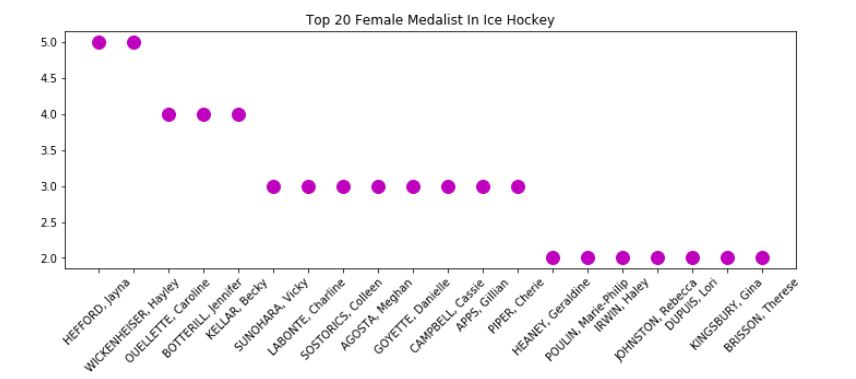 Top 20 Female Medalist In Ice Hockey
5.0
4.5
4.0
3.5
3.0
2.5
2.0
HEFFORD, Jayna
WICKENHEISER, Hayley
OUELLETTE, Caroline
BOTTERILL, Jennifer
KELLAR, Becky
SUNOHARA, Vicky
LABONTE, Charline
SOSTORICS, Colleen
AGOSTA, Meghan
GOYETTE, Danielle
CAMPBELL, Cassie
APPS, Gillian
PIPER, Cherie
HEANEY, Geraldine
POULIN, Marie-Philip
IRWIN, Haley
JOHNSTON, Rebecca
DUPUIS, Lori
KINGSBURY, Gina
BRISSON, Therese